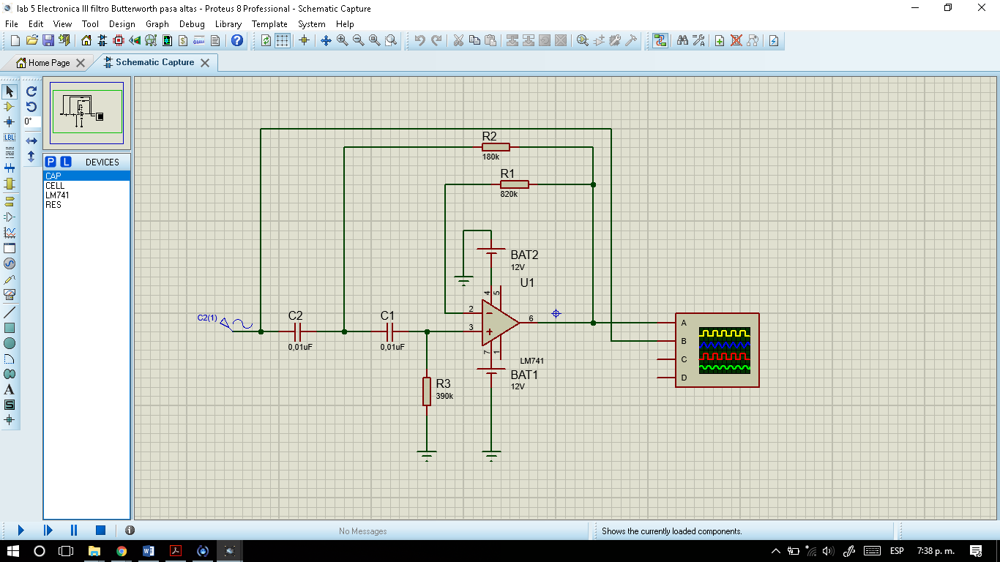 lab 5 Electronica III filtro Butterworth pasa altas - Proteus 8 Professional - Schematic Capture
File Edit View Tool Design Graph Debug Library Template System Help
Home Page
Schematic Capture
0°
LBL
P L DEVICES
CAP
CELL
LM741
RES
A
S
R2
180k
R1
820k
BAT2
12V
U1
4
5
2
3
6
7
1
LM741
BAT1
12V
C2(1)
C2
0,01uF
C1
0,01uF
R3
390k
A
B
C
D
No Messages
Shows the currently loaded components.
ESP
7:38 p. m.